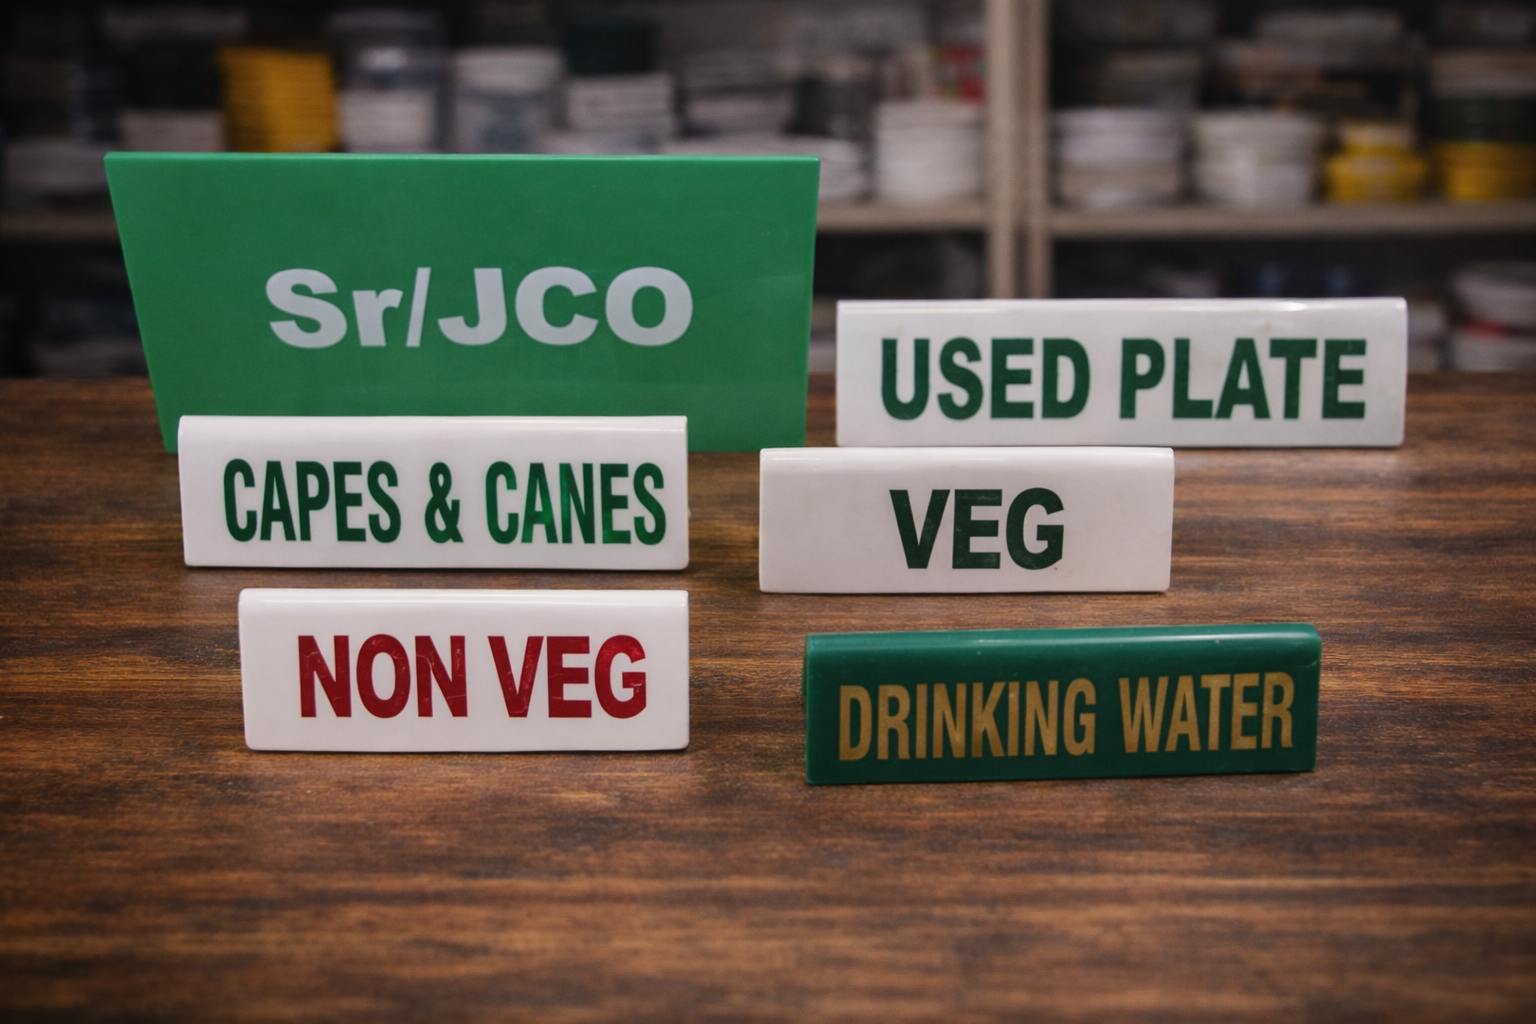 Sr/JCO
USED PLATE
CAPES & CANES
VEG
NON VEG
DRINKING WATER